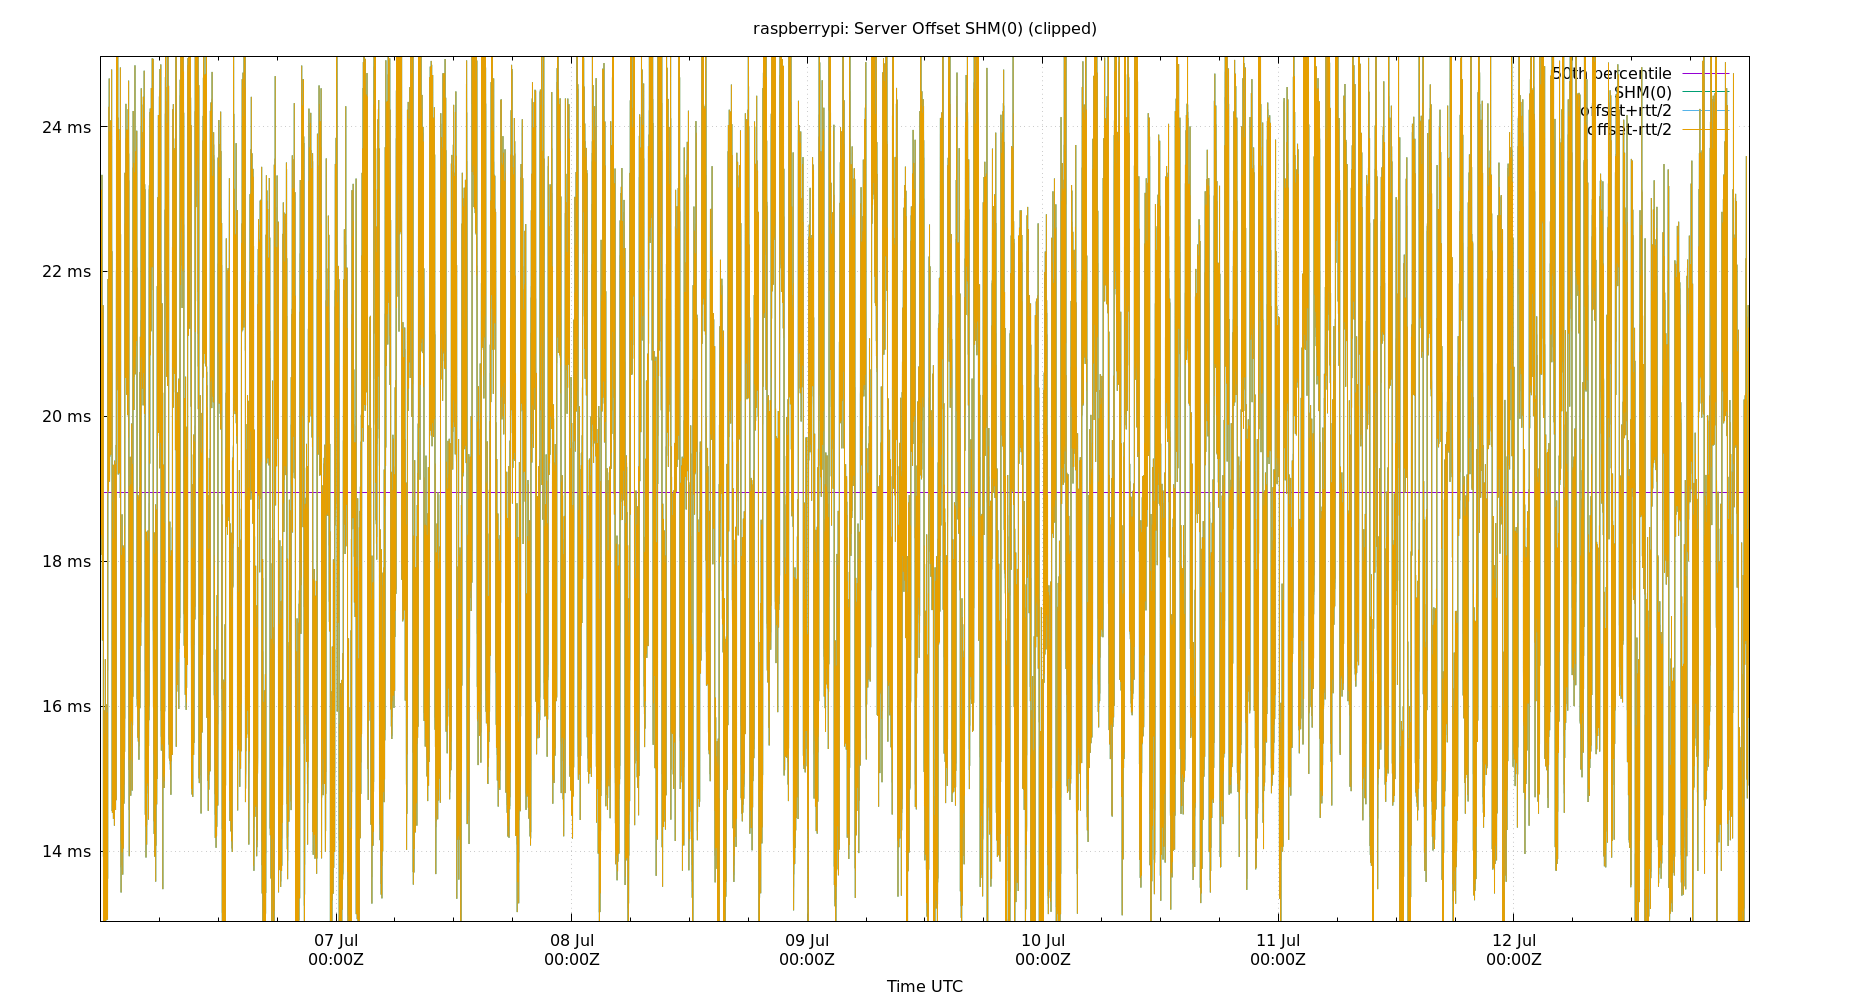 raspberrypi: Server Offset SHM(0) (clipped)
50th percentile
SHM(0)
offset+rtt/2
offset-rtt/2
24 ms
22 ms
20 ms
18 ms
16 ms
14 ms
07 Jul 08 Jul 09 Jul 10 Jul 11 Jul 12 Jul
00:00Z 00:00Z 00:00Z 00:00Z 00:00Z 00:00Z
Time UTC